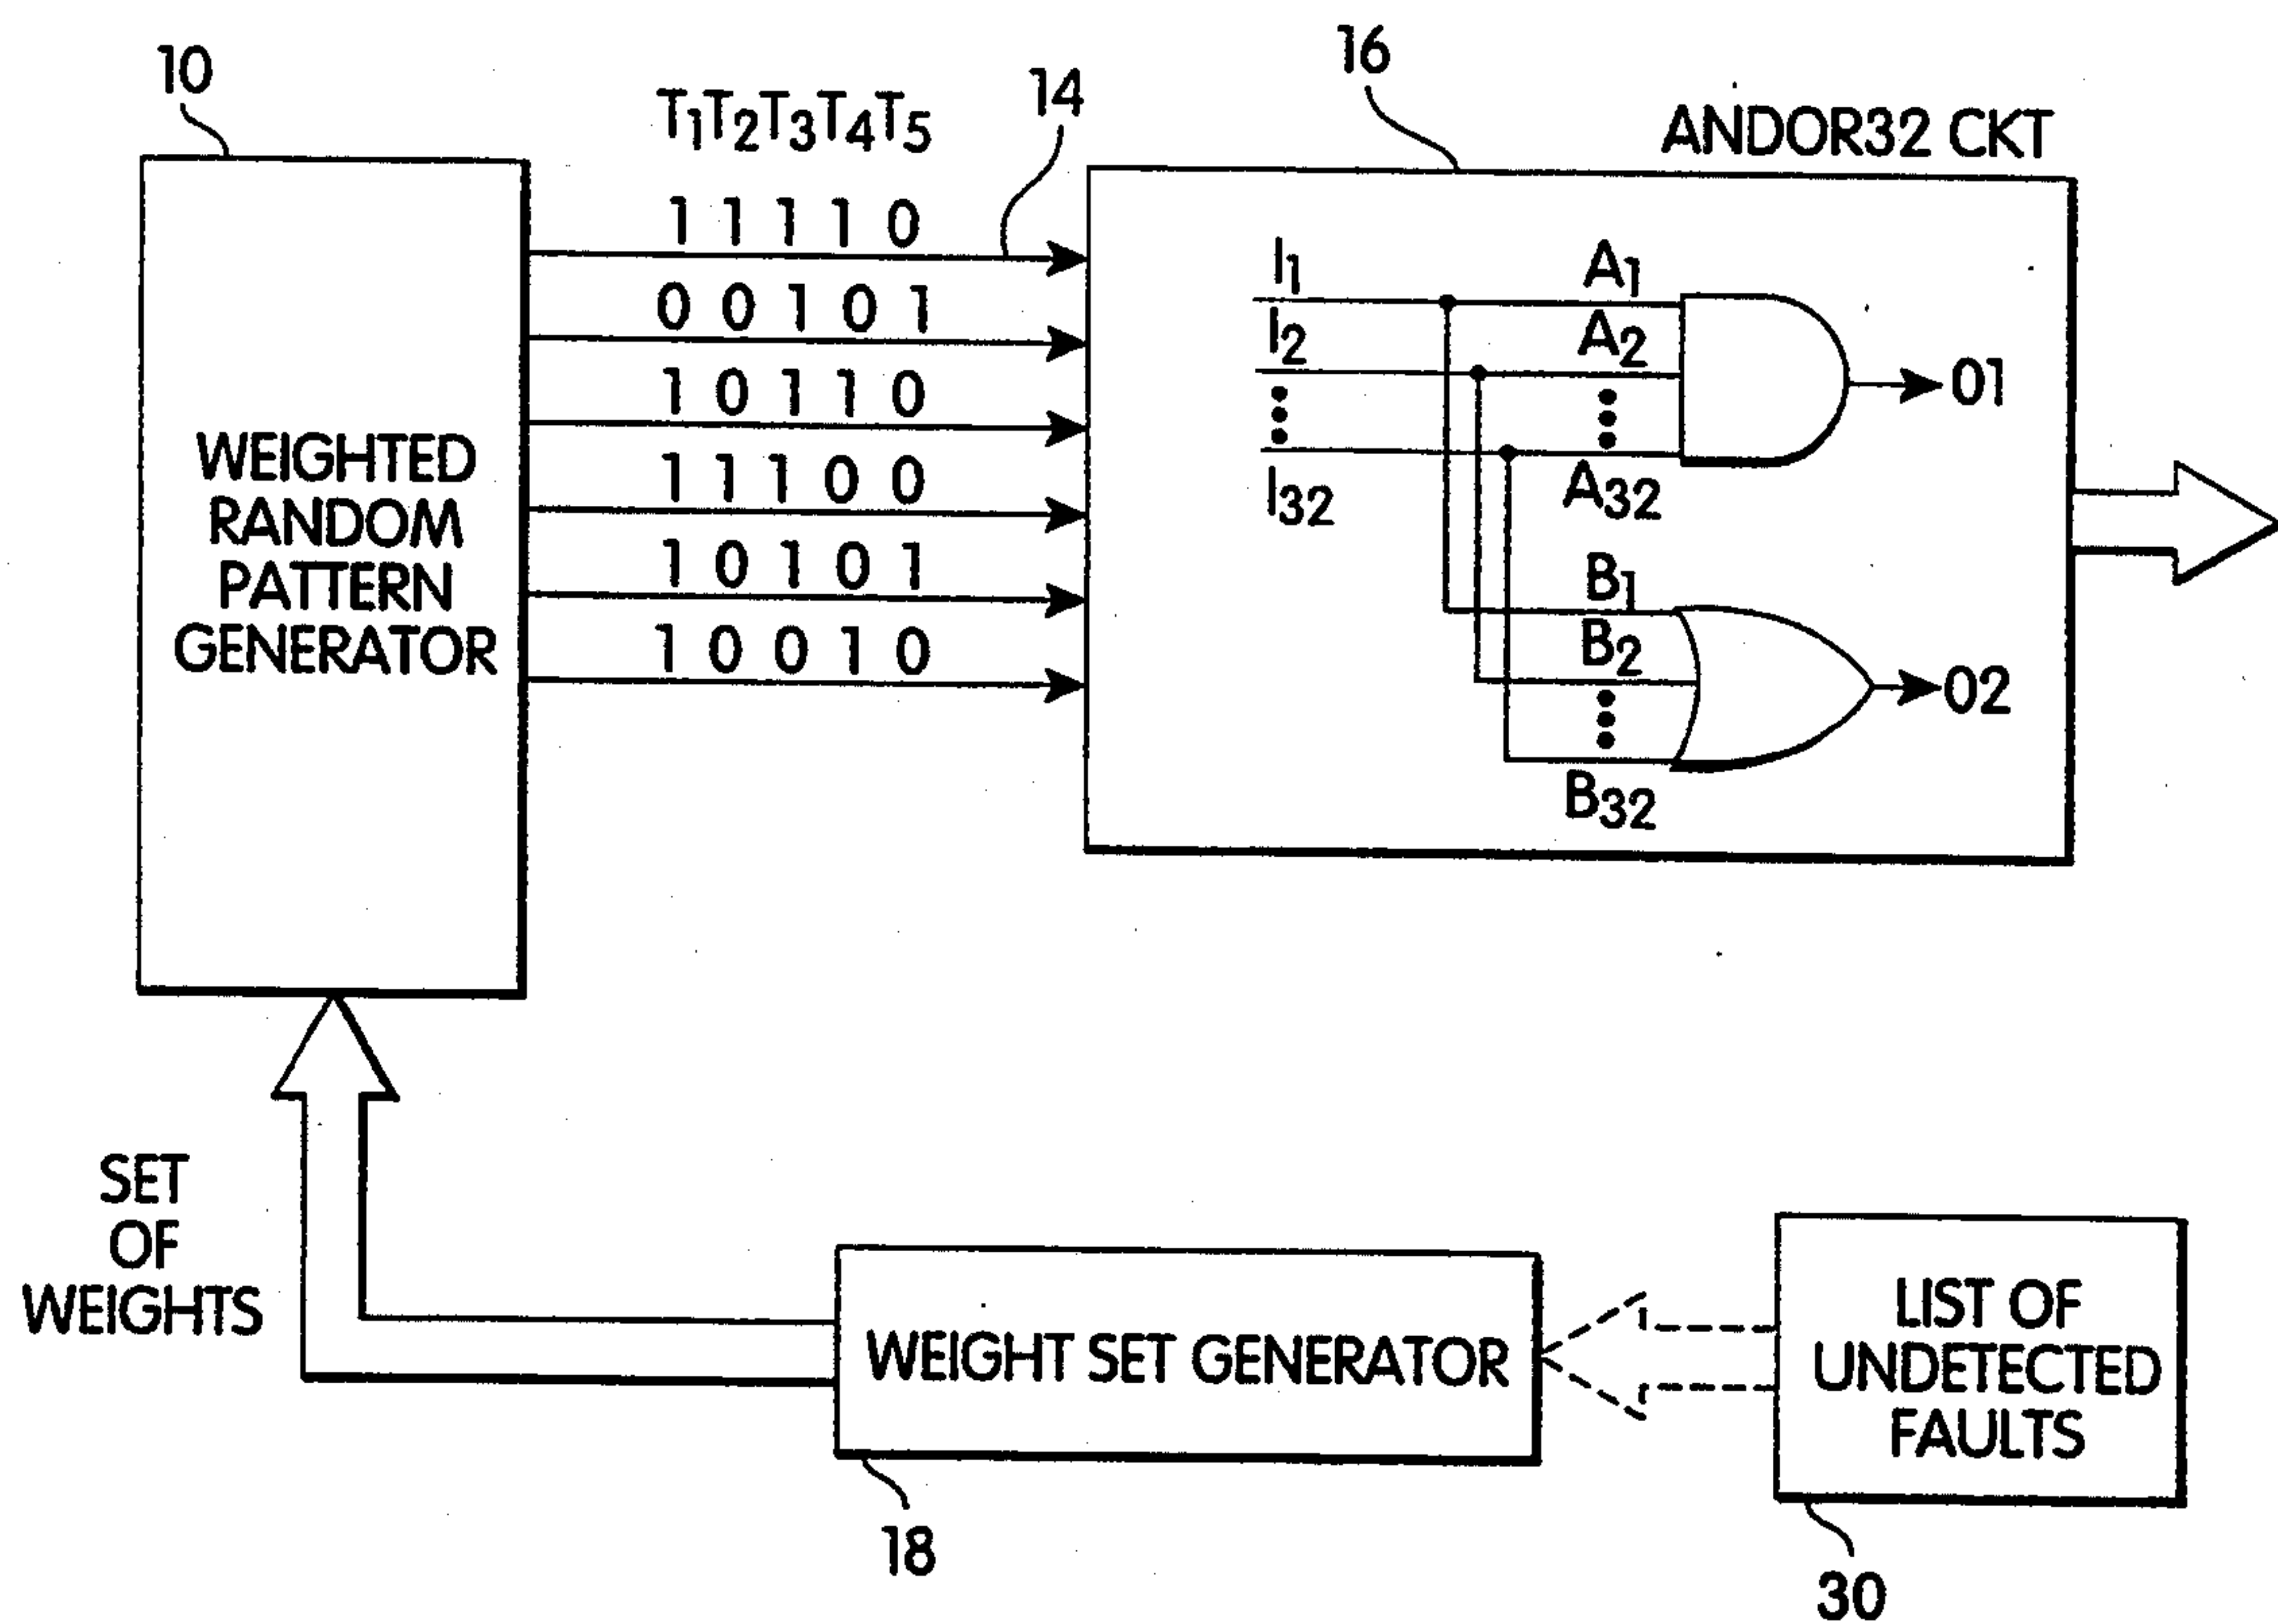 10
T1T2T3T4T5
14
16
ANDOR32 CKT
1 1 1 1 0
0 0 1 0 1
1 0 1 1 0
1 1 1 0 0
1 0 1 0 1
1 0 0 1 0
WEIGHTED
RANDOM
PATTERN
GENERATOR
I1
I2
I32
A1
A2
A32
01
B1
B2
B32
02
SET
OF
WEIGHTS
WEIGHT SET GENERATOR
18
LIST OF
UNDETECTED
FAULTS
30